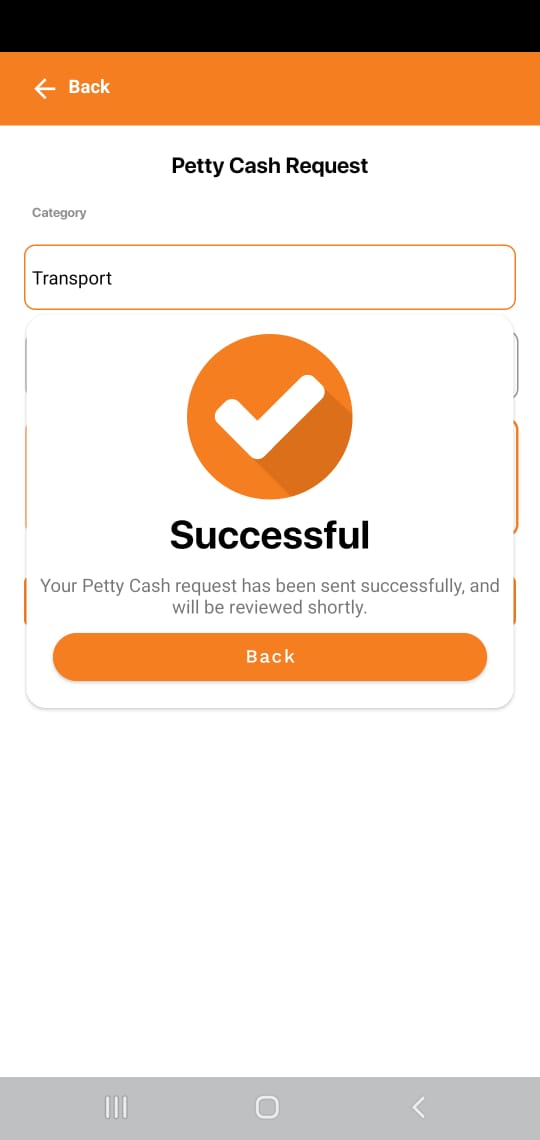 Back
Petty Cash Request
Category
Transport
Successful
Your Petty Cash request has been sent successfully, and
will be reviewed shortly.
Back